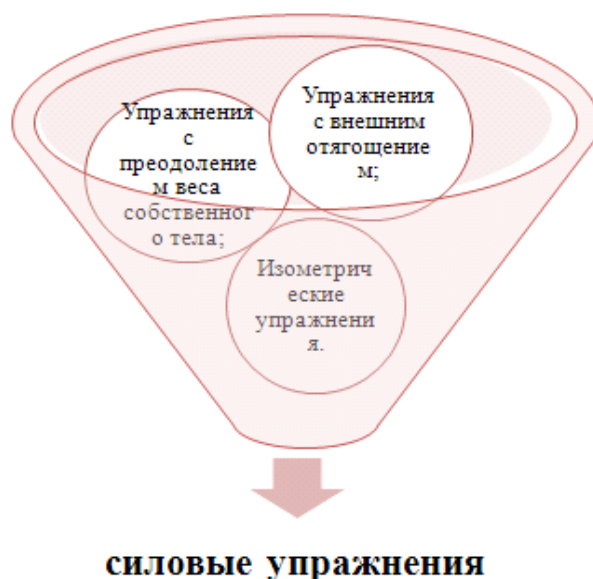 Упражнения
с
преодоление
м веса
собственног
о тела;
Упражнения
с внешним
отягощение
м;
Изометрич
еские
упражнени
я.
силовые упражнения